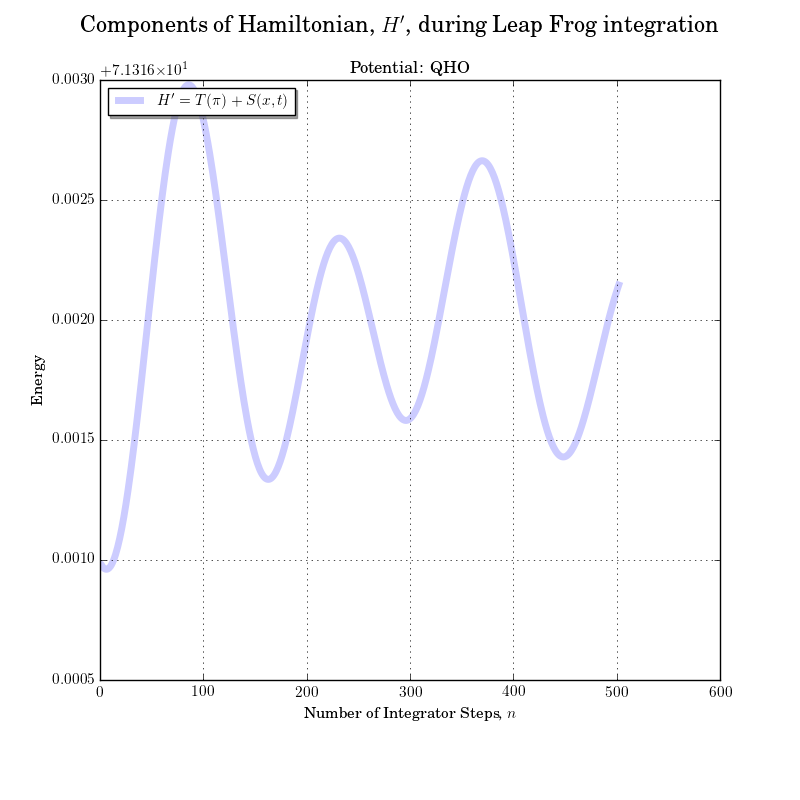 Components of Hamiltonian, H′, during Leap Frog integration
+7.1316×10¹
Potential: QHO
H′ = T(π) + S(x, t)
0.0030
0.0025
0.0020
0.0015
0.0010
0.0005
Energy
0 100 200 300 400 500 600
Number of Integrator Steps, n